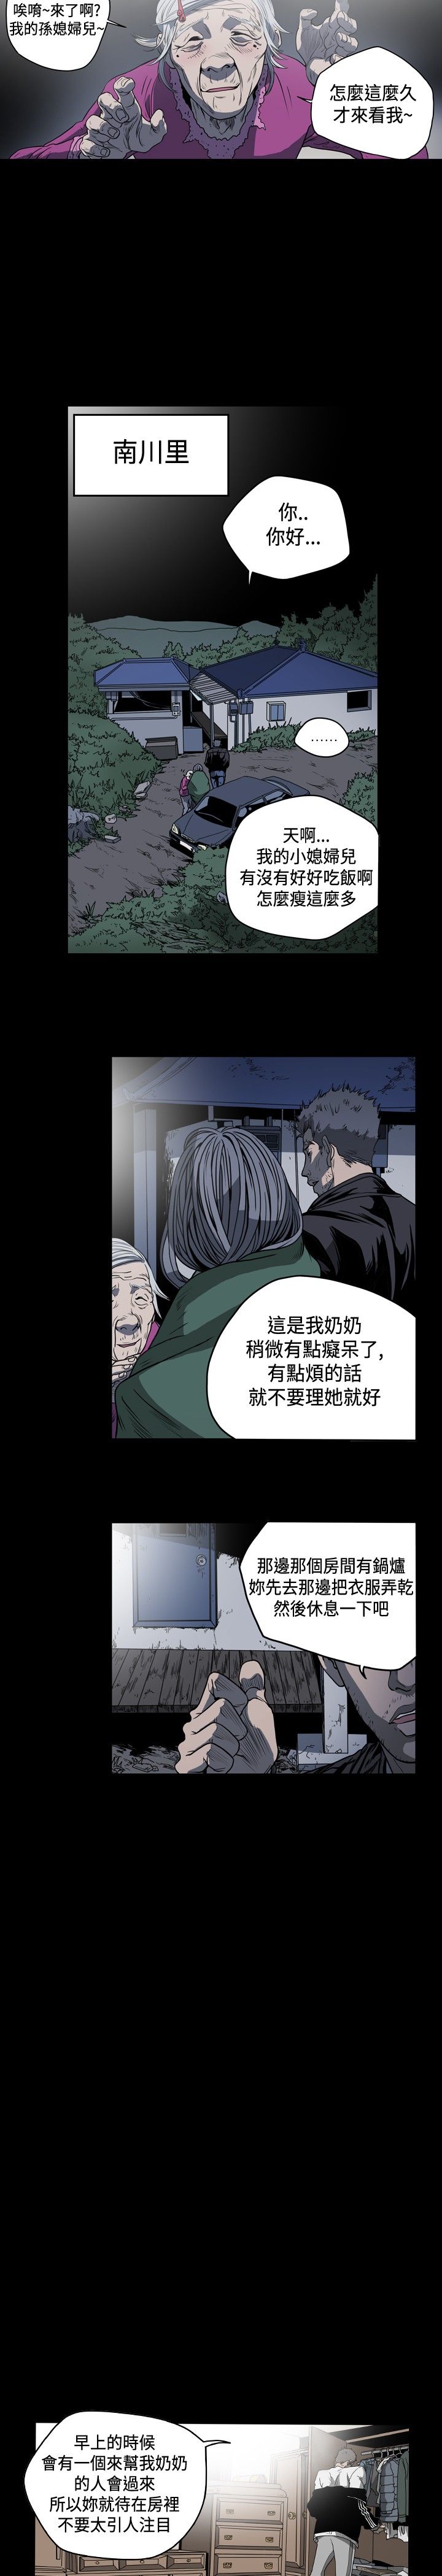 唉唷~來了啊?
我的孫媳婦兒~
怎麼這麼久
才來看我~
南川里
你..
你好...
……
天啊...
我的小媳婦兒
有沒有好好吃飯啊
怎麼瘦這麼多
這是我奶奶
稍微有點癡呆了,
有點煩的話
就不要理她就好
那邊那個房間有鍋爐
妳先去那邊把衣服弄乾
然後休息一下吧
早上的時候
會有一個來幫我奶奶
的人會過來
所以妳就待在房裡
不要太引人注目